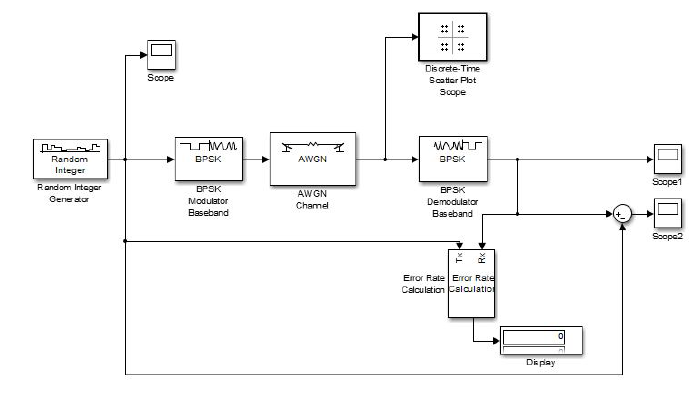 Discrete-Time
Scatter Plot
Scope
Scope
Random
Integer
Random Integer
Generator
BPSK
BPSK
Modulator
Baseband
AWGN
AWGN
Channel
BPSK
BPSK
Demodulator
Baseband
Scope1
+
-
Scope2
Tx
Rx
Error Rate
Calculation
Error Rate
Calculation
0
Display